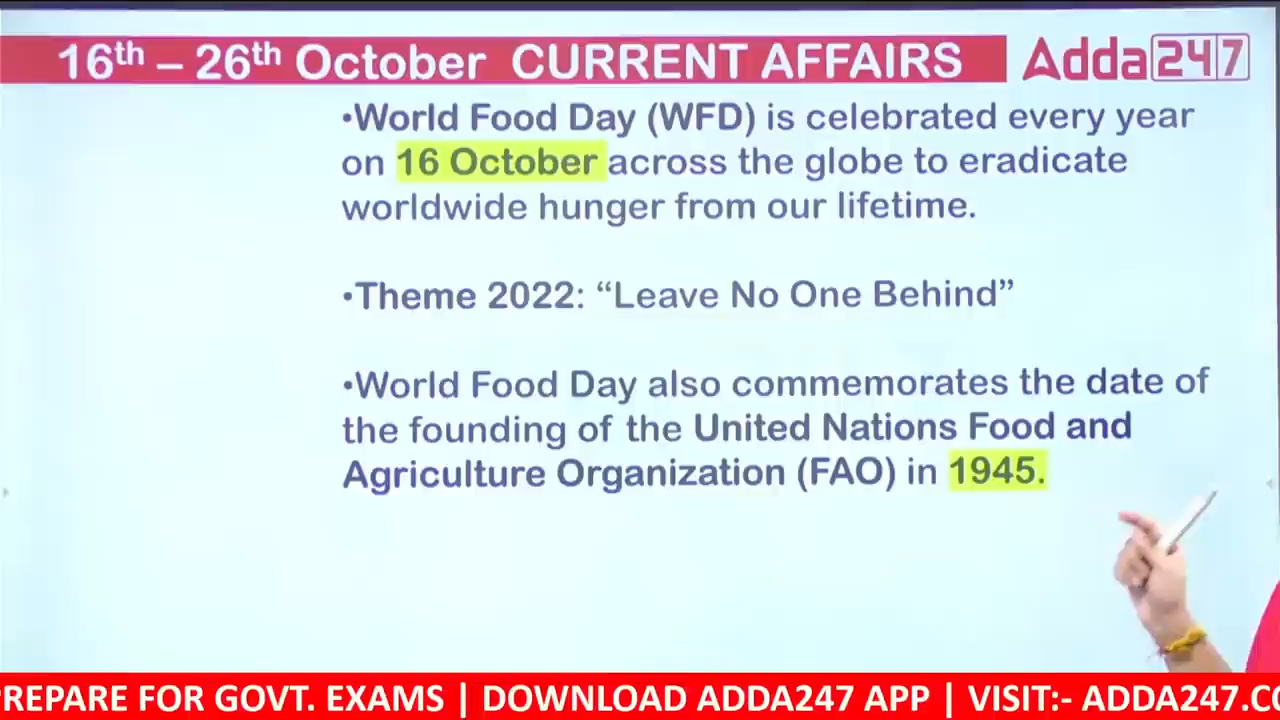 16th – 26th October CURRENT AFFAIRS
Adda247
•World Food Day (WFD) is celebrated every year
on 16 October across the globe to eradicate
worldwide hunger from our lifetime.
•Theme 2022: “Leave No One Behind”
•World Food Day also commemorates the date of
the founding of the United Nations Food and
Agriculture Organization (FAO) in 1945.
PREPARE FOR GOVT. EXAMS | DOWNLOAD ADDA247 APP | VISIT:- ADDA247.CO